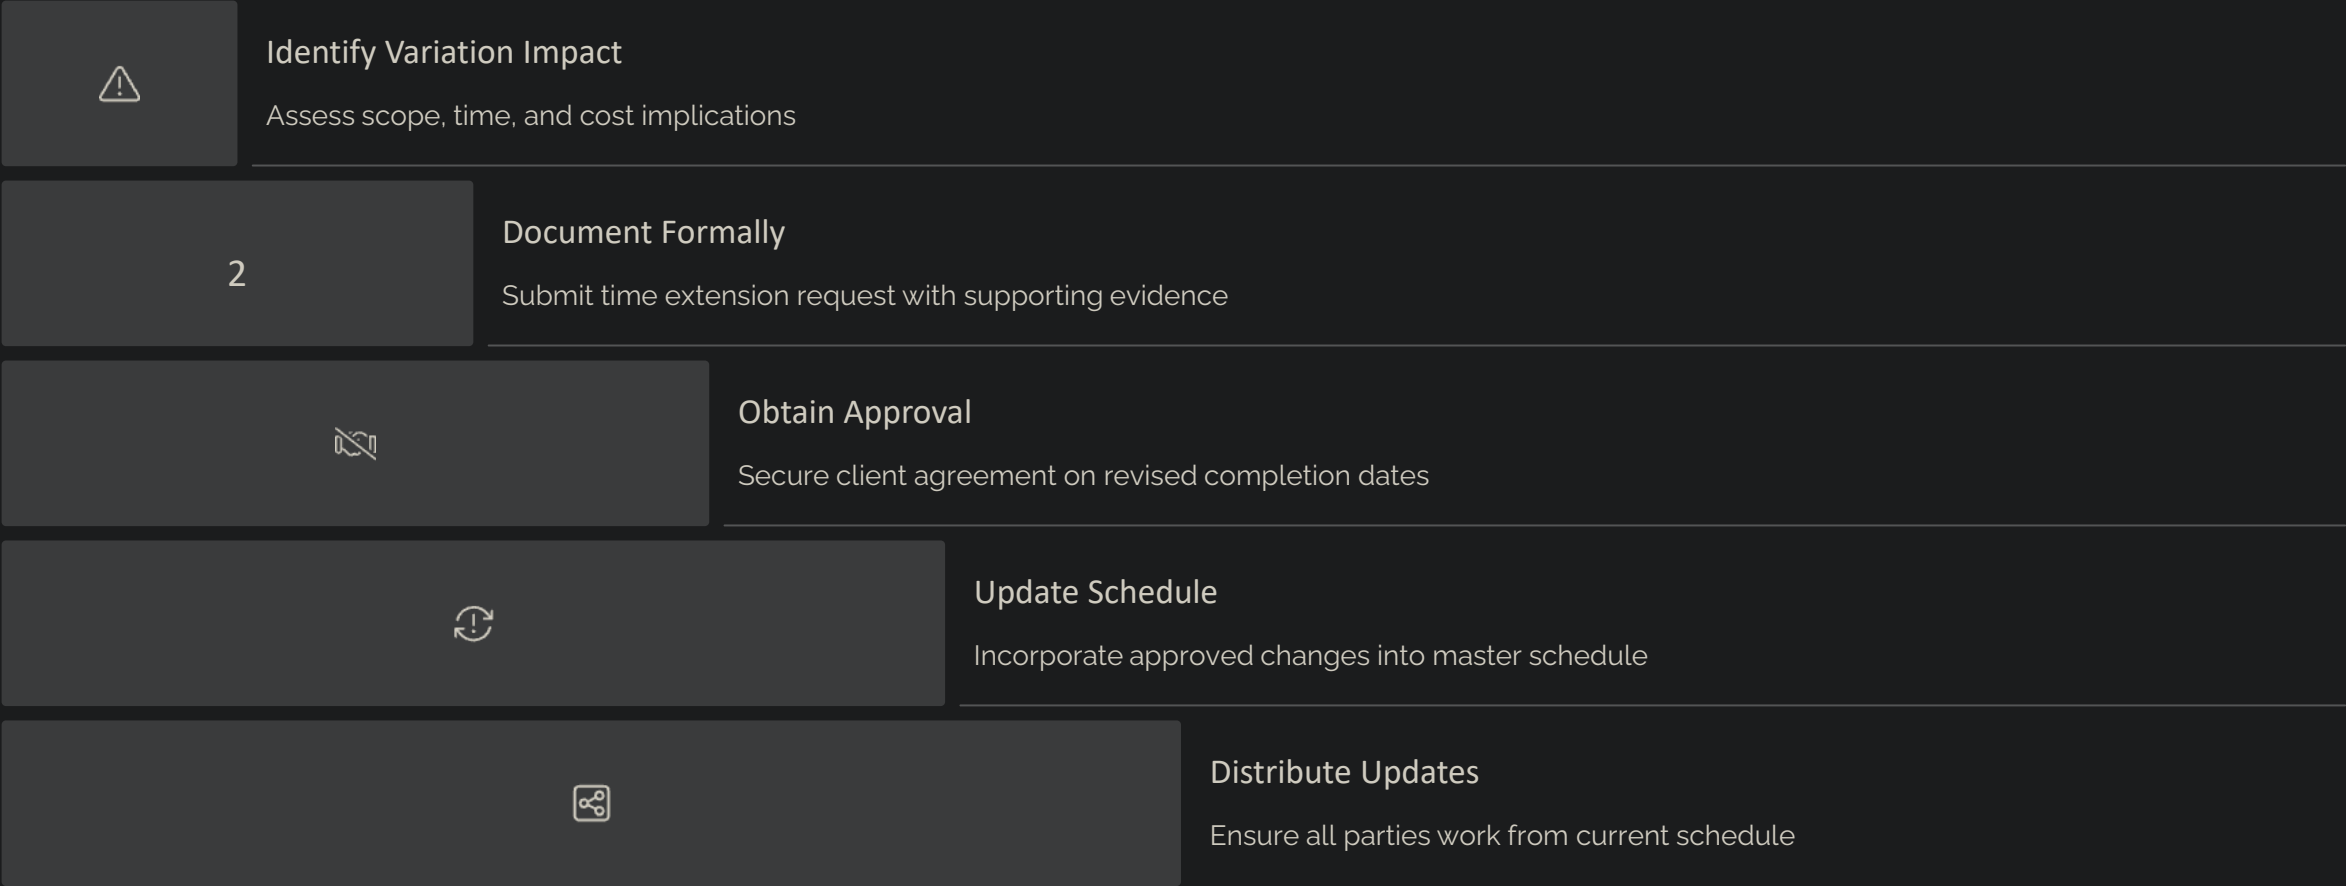 Identify Variation Impact
Assess scope, time, and cost implications
2
Document Formally
Submit time extension request with supporting evidence
Obtain Approval
Secure client agreement on revised completion dates
Update Schedule
Incorporate approved changes into master schedule
Distribute Updates
Ensure all parties work from current schedule